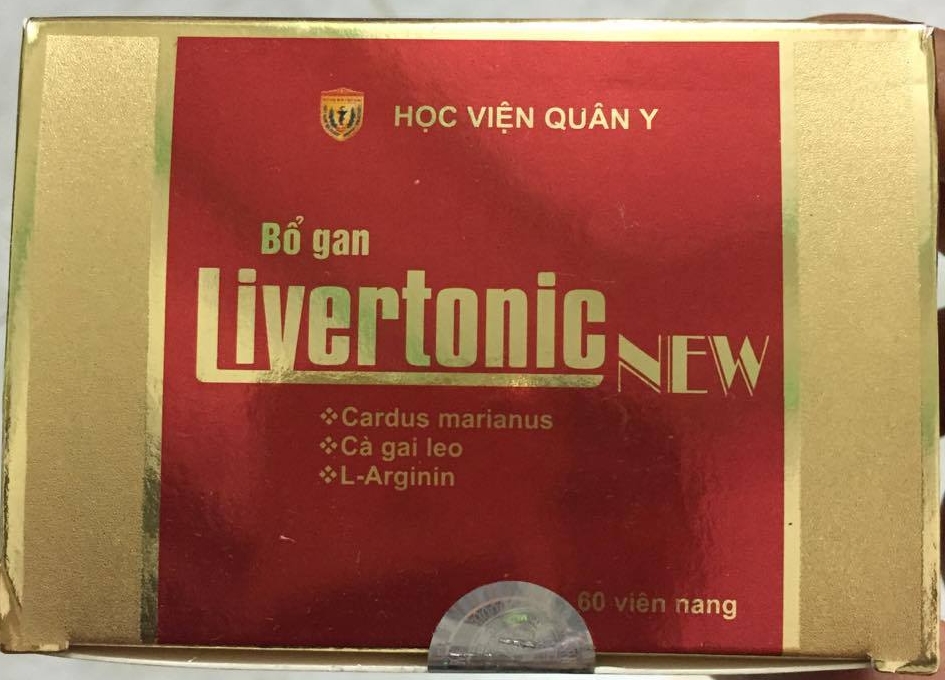 HỌC VIỆN QUÂN Y
Bổ gan
Livertonic NEW
❖Cardus marianus
❖Cà gai leo
❖L-Arginin
60 viên nang